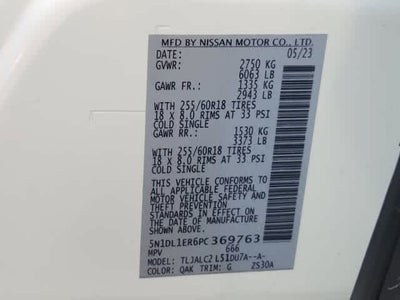 MFD BY NISSAN MOTOR CO., LTD.
DATE: 05/23
GVWR: 2750 KG
6063 LB
GAWR FR.: 1335 KG
2943 LB
WITH 255/60R18 TIRES
18 x 8.0 RIMS AT 33 PSI
COLD SINGLE
GAWR RR.: 1530 KG
3373 LB
WITH 255/60R18 TIRES
18 x 8.0 RIMS AT 33 PSI
COLD SINGLE
THIS VEHICLE CONFORMS TO ALL
APPLICABLE FEDERAL MOTOR
VEHICLE SAFETY AND
THEFT PREVENTION
STANDARDS IN EFFECT ON THE
DATE OF MANUFACTURE
SHOWN ABOVE.
5N1DL1ER6PC369763
MPV 666
MODEL: TLJALC2 L51DU7A--A-
COLOR: QAK TRIM: G 2S30A